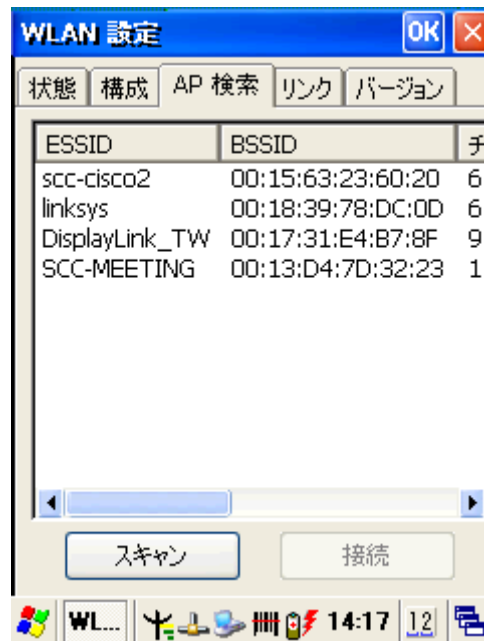 WLAN 設定 OK
状態 構成 AP 検索 リンク バージョン
ESSID BSSID チ
scc-cisco2 00:15:63:23:60:20 6
linksys 00:18:39:78:DC:0D 6
DisplayLink_TW 00:17:31:E4:B7:8F 9
SCC-MEETING 00:13:D4:7D:32:23 1
スキャン 接続
WL... 14:17 12